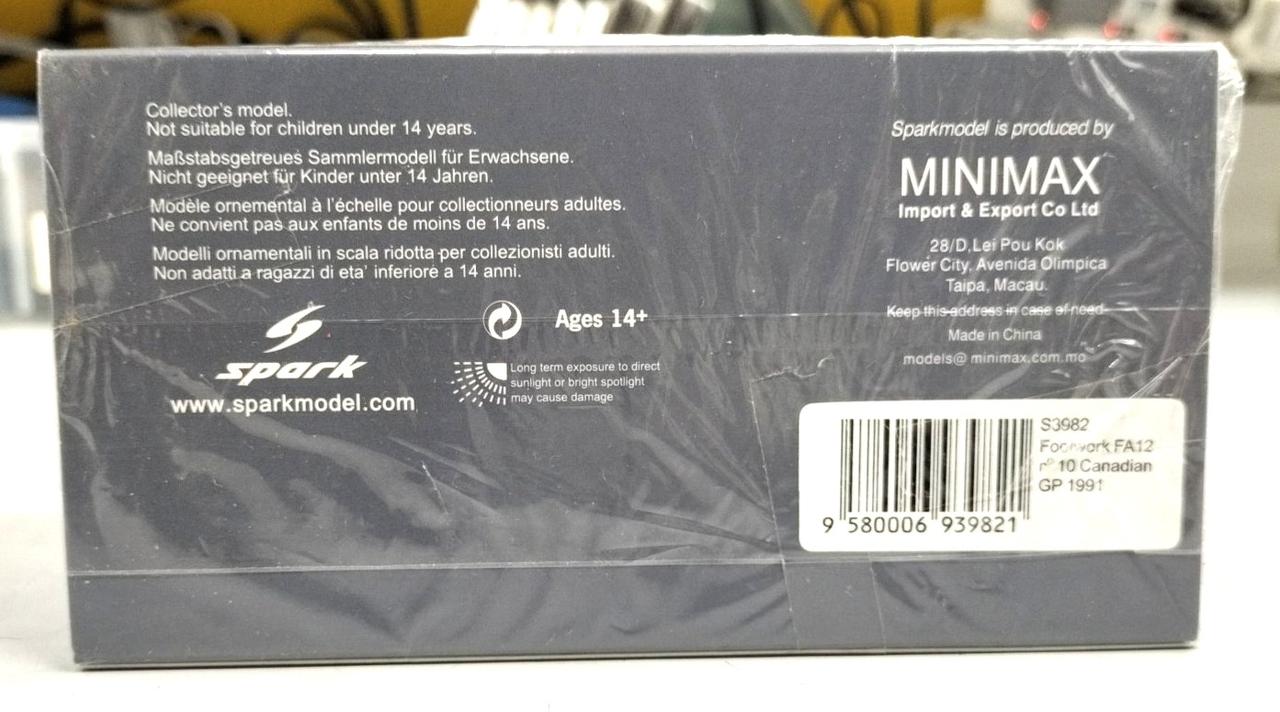 Collector's model.
Not suitable for children under 14 years.
Maßstabsgetreues Sammlermodell für Erwachsene.
Nicht geeignet für Kinder unter 14 Jahren.
Modèle ornemental à l'échelle pour collectionneurs adultes.
Ne convient pas aux enfants de moins de 14 ans.
Modelli ornamentali in scala ridotta per collezionisti adulti.
Non adatti a ragazzi di eta' inferiore a 14 anni.
spark
www.sparkmodel.com
Ages 14+
Long term exposure to direct
sunlight or bright spotlight
may cause damage
Sparkmodel is produced by
MINIMAX
Import & Export Co Ltd
28/D,Lei Pou Kok
Flower City, Avenida Olimpica
Taipa, Macau.
Keep this address in case of need
Made in China
models@ minimax.com.mo
S3982
Footwork FA12
n° 10 Canadian
GP 1991
9 580006 939821